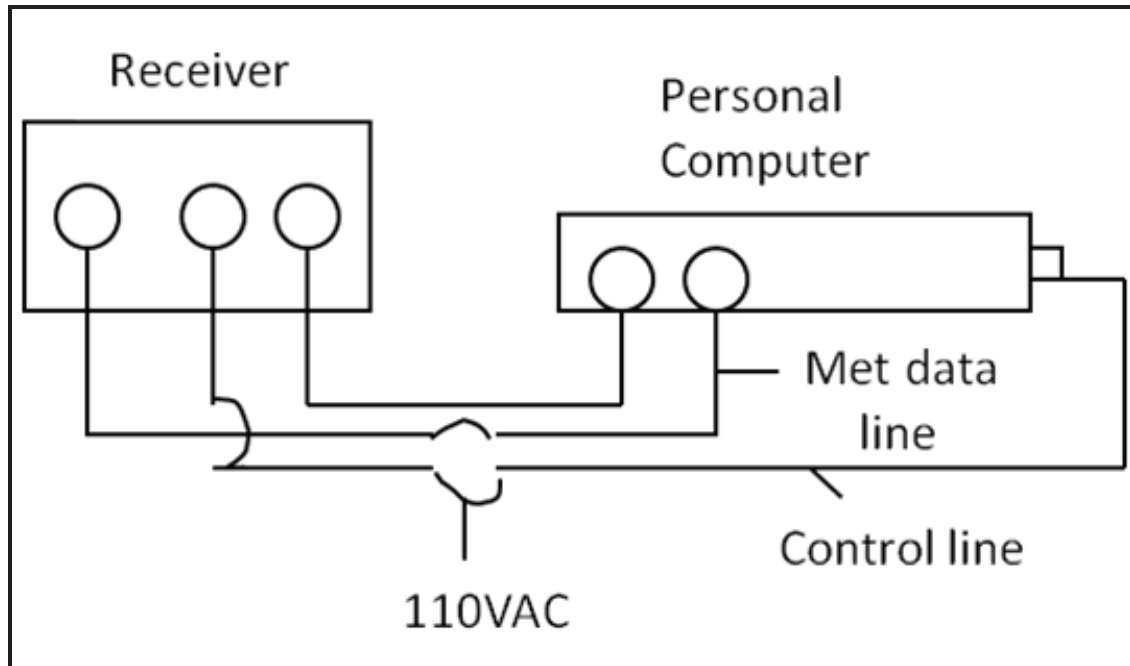 Receiver
Personal
Computer
Met data
line
Control line
110VAC